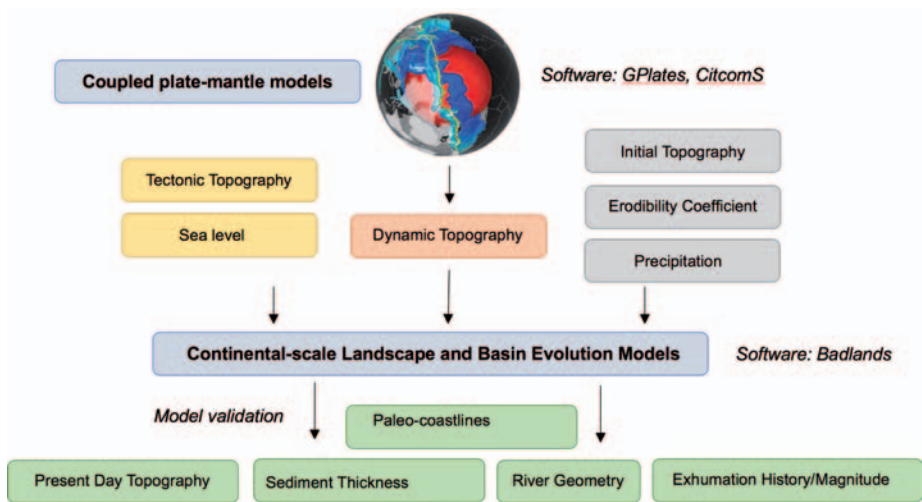 Coupled plate-mantle models
Software: GPlates, CitcomS
Tectonic Topography
Sea level
Dynamic Topography
Initial Topography
Erodibility Coefficient
Precipitation
Continental-scale Landscape and Basin Evolution Models
Software: Badlands
Model validation
Paleo-coastlines
Present Day Topography
Sediment Thickness
River Geometry
Exhumation History/Magnitude